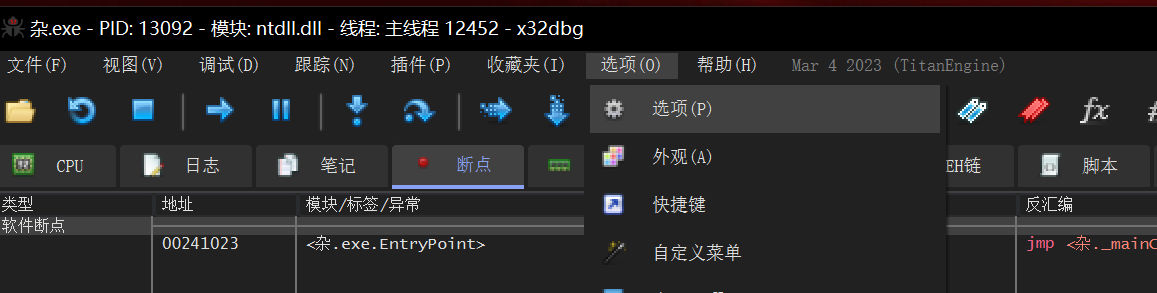 杂.exe - PID: 13092 - 模块: ntdll.dll - 线程: 主线程 12452 - x32dbg
文件(F) 视图(V) 调试(D) 跟踪(N) 插件(P) 收藏夹(I) 选项(O) 帮助(H) Mar 4 2023 (TitanEngine)
选项(P)
fx #
外观(A)
CPU 日志 笔记 断点 EH链 脚本
快捷键
类型 地址 模块/标签/异常 反汇编
软件断点
00241023 <杂.exe.EntryPoint> jmp <杂._mainC
自定义菜单